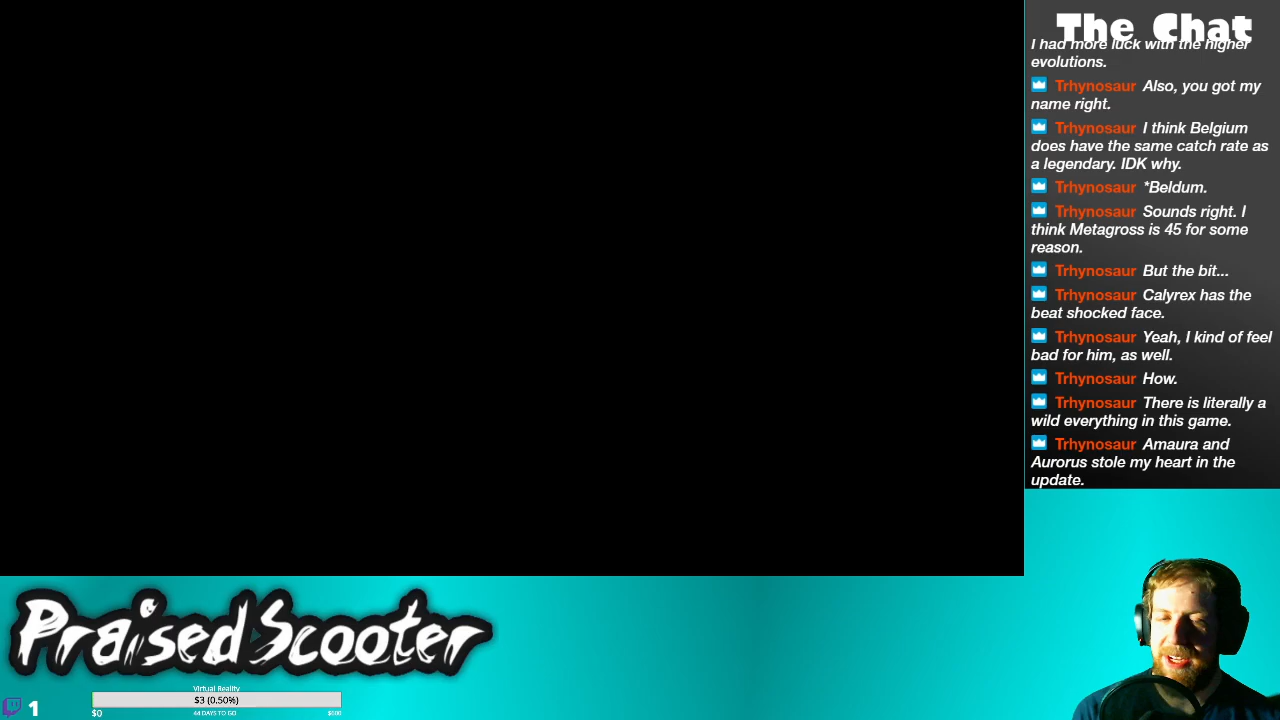 The Chat
I had more luck with the higher
evolutions.
Trhynosaur Also, you got my
name right.
Trhynosaur I think Belgium
does have the same catch rate as
a legendary. IDK why.
Trhynosaur *Beldum.
Trhynosaur Sounds right. I
think Metagross is 45 for some
reason.
Trhynosaur But the bit...
Trhynosaur Calyrex has the
beat shocked face.
Trhynosaur Yeah, I kind of feel
bad for him, as well.
Trhynosaur How.
Trhynosaur There is literally a
wild everything in this game.
Trhynosaur Amaura and
Aurorus stole my heart in the
update.
PraisedScooter
Virtual Reality
$3 (0.50%)
$0 44 DAYS TO GO
1